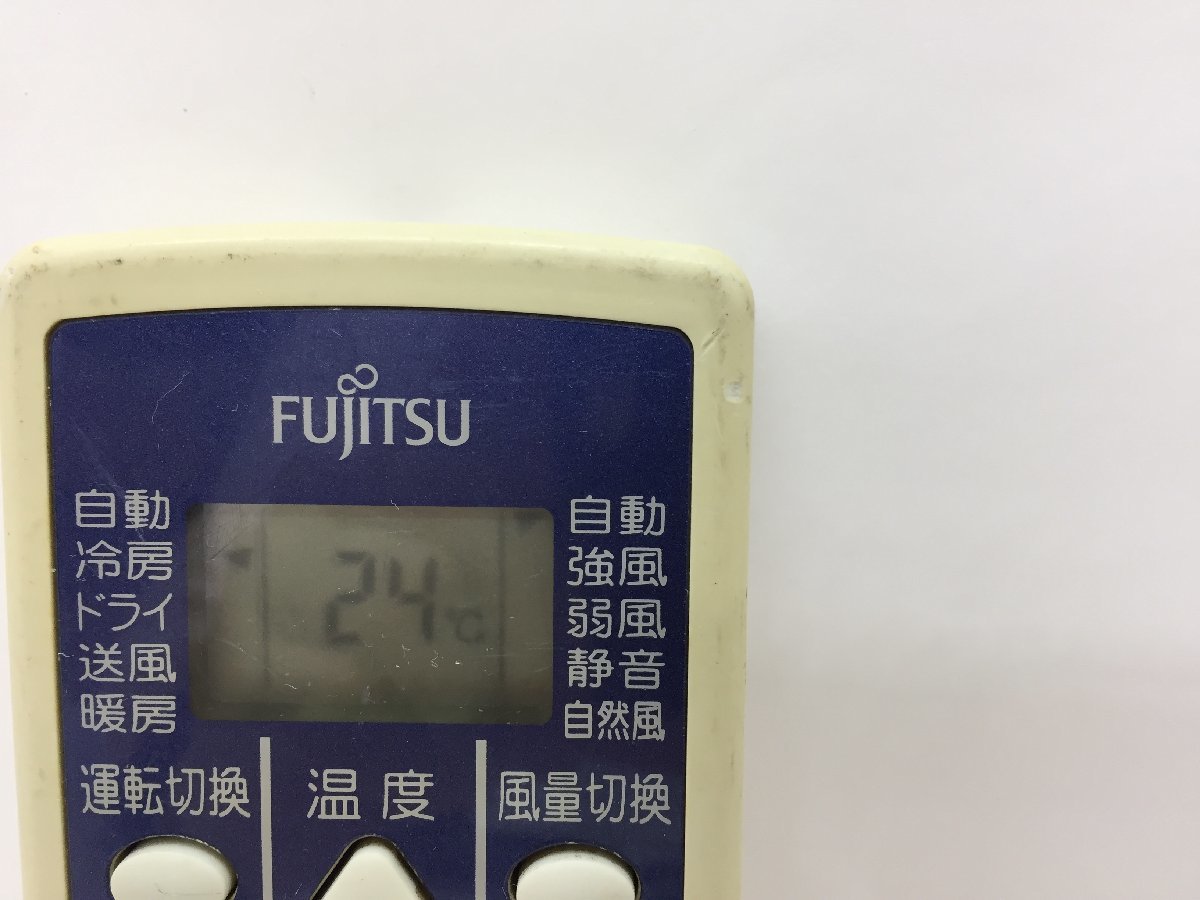 FUJITSU
自動
冷房
ドライ
送風
暖房
24℃
自動
強風
弱風
静音
自然風
運転切換
温度
風量切換